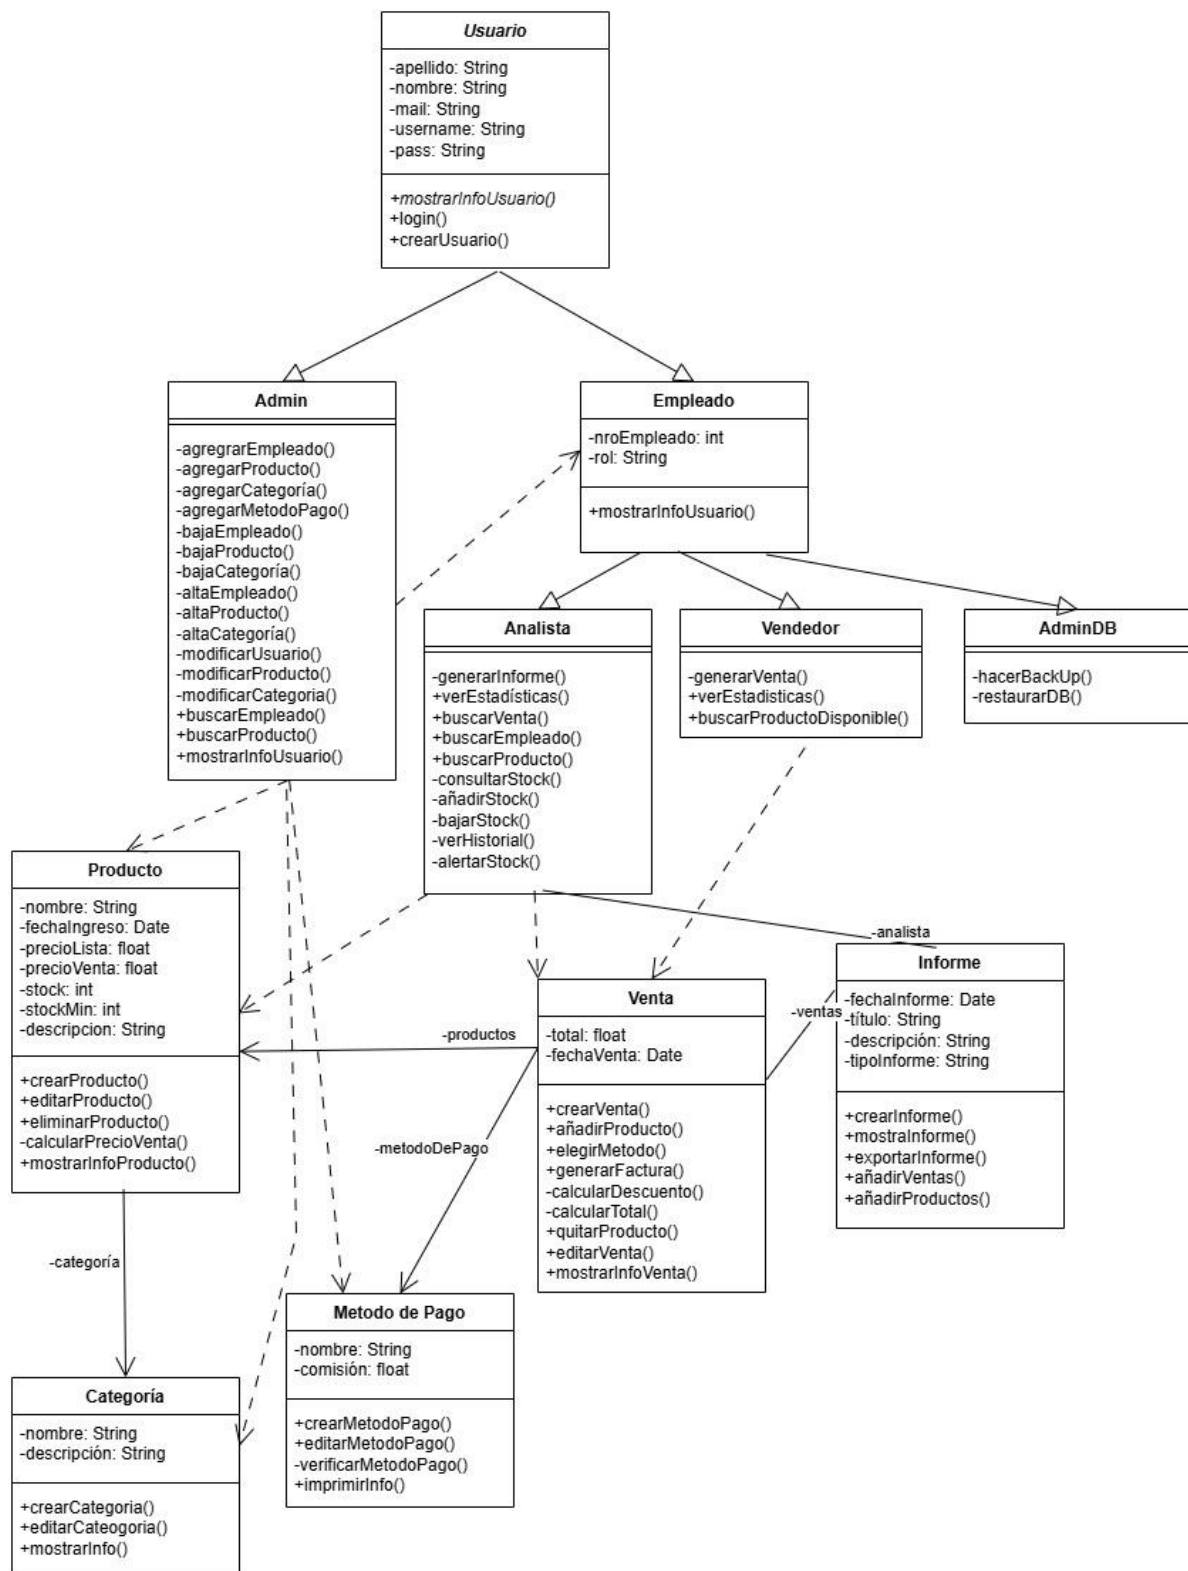 Usuario
-apellido: String
-nombre: String
-mail: String
-username: String
-pass: String
+mostrarInfoUsuario()
+login()
+crearUsuario()
Admin
-agregrarEmpleado()
-agregarProducto()
-agregarCategoría()
-agregarMetodoPago()
-bajaEmpleado()
-bajaProducto()
-bajaCategoría()
-altaEmpleado()
-altaProducto()
-altaCategoría()
-modificarUsuario()
-modificarProducto()
-modificarCategoria()
+buscarEmpleado()
+buscarProducto()
+mostrarInfoUsuario()
Empleado
-nroEmpleado: int
-rol: String
+mostrarInfoUsuario()
Analista
-generarInforme()
+verEstadísticas()
+buscarVenta()
+buscarEmpleado()
+buscarProducto()
-consultarStock()
-añadirStock()
-bajarStock()
-verHistorial()
-alertarStock()
Vendedor
-generarVenta()
+verEstadisticas()
+buscarProductoDisponible()
AdminDB
-hacerBackUp()
-restaurarDB()
Producto
-nombre: String
-fechaIngreso: Date
-precioLista: float
-precioVenta: float
-stock: int
-stockMin: int
-descripcion: String
+crearProducto()
+editarProducto()
+eliminarProducto()
-calcularPrecioVenta()
+mostrarInfoProducto()
-productos
-metodoDePago
Venta
-total: float
-fechaVenta: Date
+crearVenta()
+añadirProducto()
+elegirMetodo()
+generarFactura()
-calcularDescuento()
-calcularTotal()
+quitarProducto()
+editarVenta()
+mostrarInfoVenta()
-analista
-ventas
Informe
-fechaInforme: Date
-título: String
-descripción: String
-tipoInforme: String
+crearInforme()
+mostraInforme()
+exportarInforme()
+añadirVentas()
+añadirProductos()
-categoría
Categoría
-nombre: String
-descripción: String
+crearCategoria()
+editarCateogoria()
+mostrarInfo()
Metodo de Pago
-nombre: String
-comisión: float
+crearMetodoPago()
+editarMetodoPago()
-verificarMetodoPago()
+imprimirInfo()